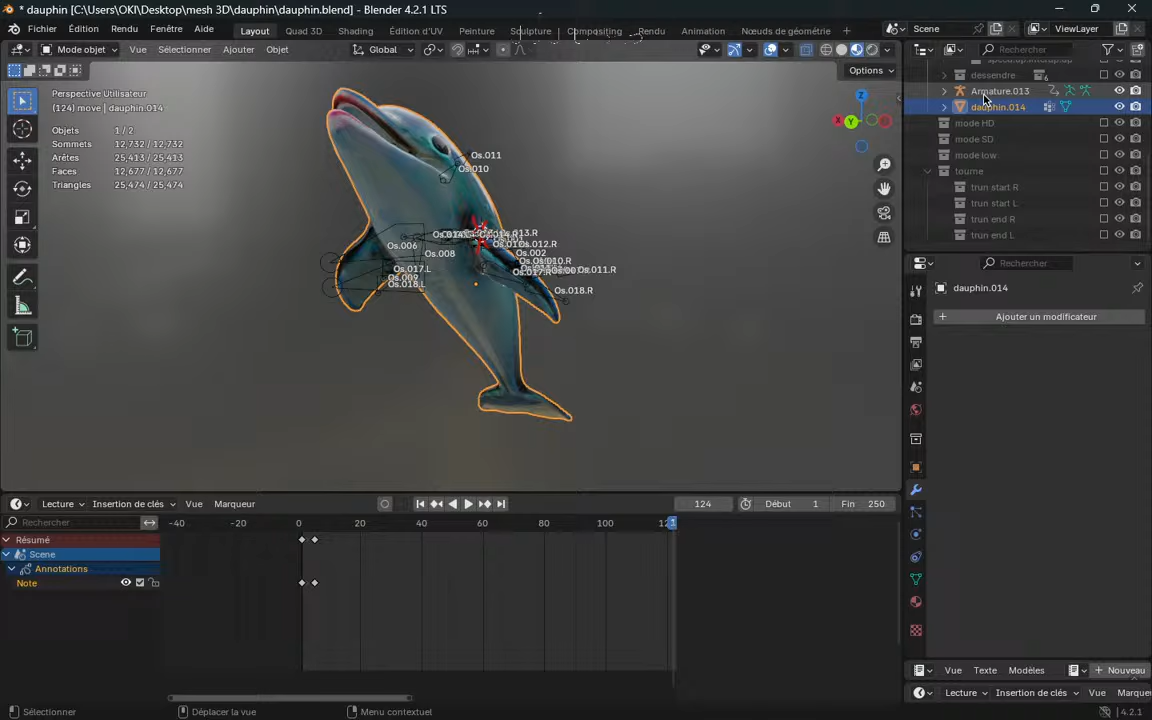 * dauphin [C:\Users\OKI\Desktop\mesh 3D\dauphin\dauphin.blend] - Blender 4.2.1 LTS
Fichier Édition Rendu Fenêtre Aide Layout Quad 3D Shading Édition d'UV Peinture Sculpture Compositing Rendu Animation Nœuds de géométrie + Scene ViewLayer
Mode objet Vue Sélectionner Ajouter Objet Global Rechercher
Options
dessendre 6
Perspective Utilisateur
(124) move | dauphin.014
Armature.013
dauphin.014
Z
X
Y
Objets 1 / 2
Sommets 12,732 / 12,732
Arêtes 25,413 / 25,413
Faces 12,677 / 12,677
Triangles 25,474 / 25,474
mode HD
mode SD
mode low
tourne
trun start R
trun start L
trun end R
trun end L
Os.011
Os.010
Os.006
Os.008
Os.012.R
Os.002
Os.017.L
Os.009
Os.018.L
Os.011.R
Os.018.R
Rechercher
dauphin.014
+ Ajouter un modificateur
Lecture Insertion de clés Vue Marqueur 124 Début 1 Fin 250
Rechercher -40 -20 0 20 40 60 80 100
Résumé
Scene
Annotations
Note
Vue Texte Modèles + Nouveau
Lecture Insertion de clés Vue Marque
Sélectionner Déplacer la vue Menu contextuel 4.2.1